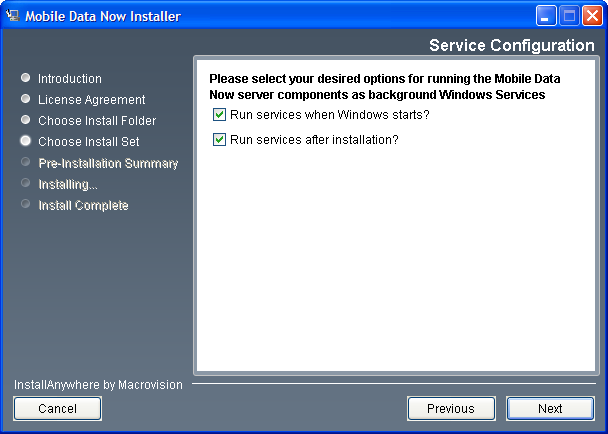 Mobile Data Now Installer
Service Configuration
Introduction
License Agreement
Choose Install Folder
Choose Install Set
Pre-Installation Summary
Installing...
Install Complete
Please select your desired options for running the Mobile Data
Now server components as background Windows Services
Run services when Windows starts?
Run services after installation?
InstallAnywhere by Macrovision
Cancel
Previous
Next